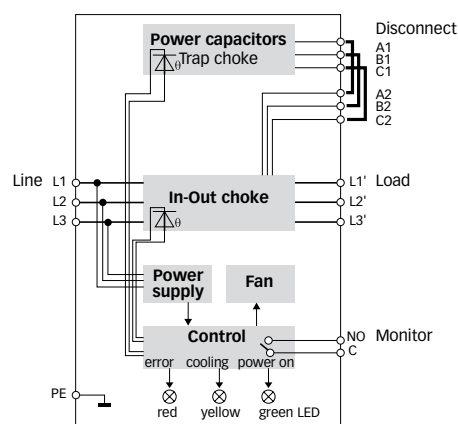 Disconnect
Power capacitors
Trap choke
θ
A1
B1
C1
A2
B2
C2
Line L1 L1' Load
L2 In-Out choke L2'
L3 θ L3'
Power supply
Fan
Control
NO Monitor
C
error cooling power on
PE
red yellow green LED